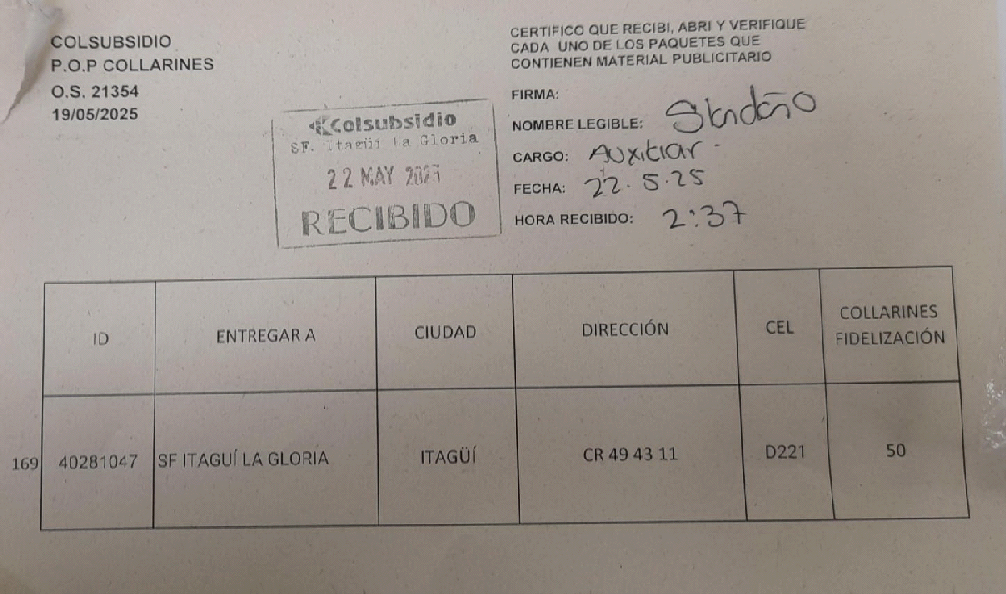 COLSUBSIDIO
P.O.P COLLARINES
O.S. 21354
19/05/2025
CERTIFICO QUE RECIBI, ABRI Y VERIFIQUE
CADA UNO DE LOS PAQUETES QUE
CONTIENEN MATERIAL PUBLICITARIO
FIRMA:
NOMBRE LEGIBLE:
CARGO: Auxiliar.
FECHA: 22.5.25
HORA RECIBIDO: 2:37
Colsubsidio
SF. Itagüi La Gloria
22 MAY 2025
RECIBIDO
ID ENTREGAR A CIUDAD DIRECCIÓN CEL COLLARINES FIDELIZACIÓN
169 40281047 SF ITAGUÍ LA GLORIA ITAGÜÍ CR 49 43 11 D221 50